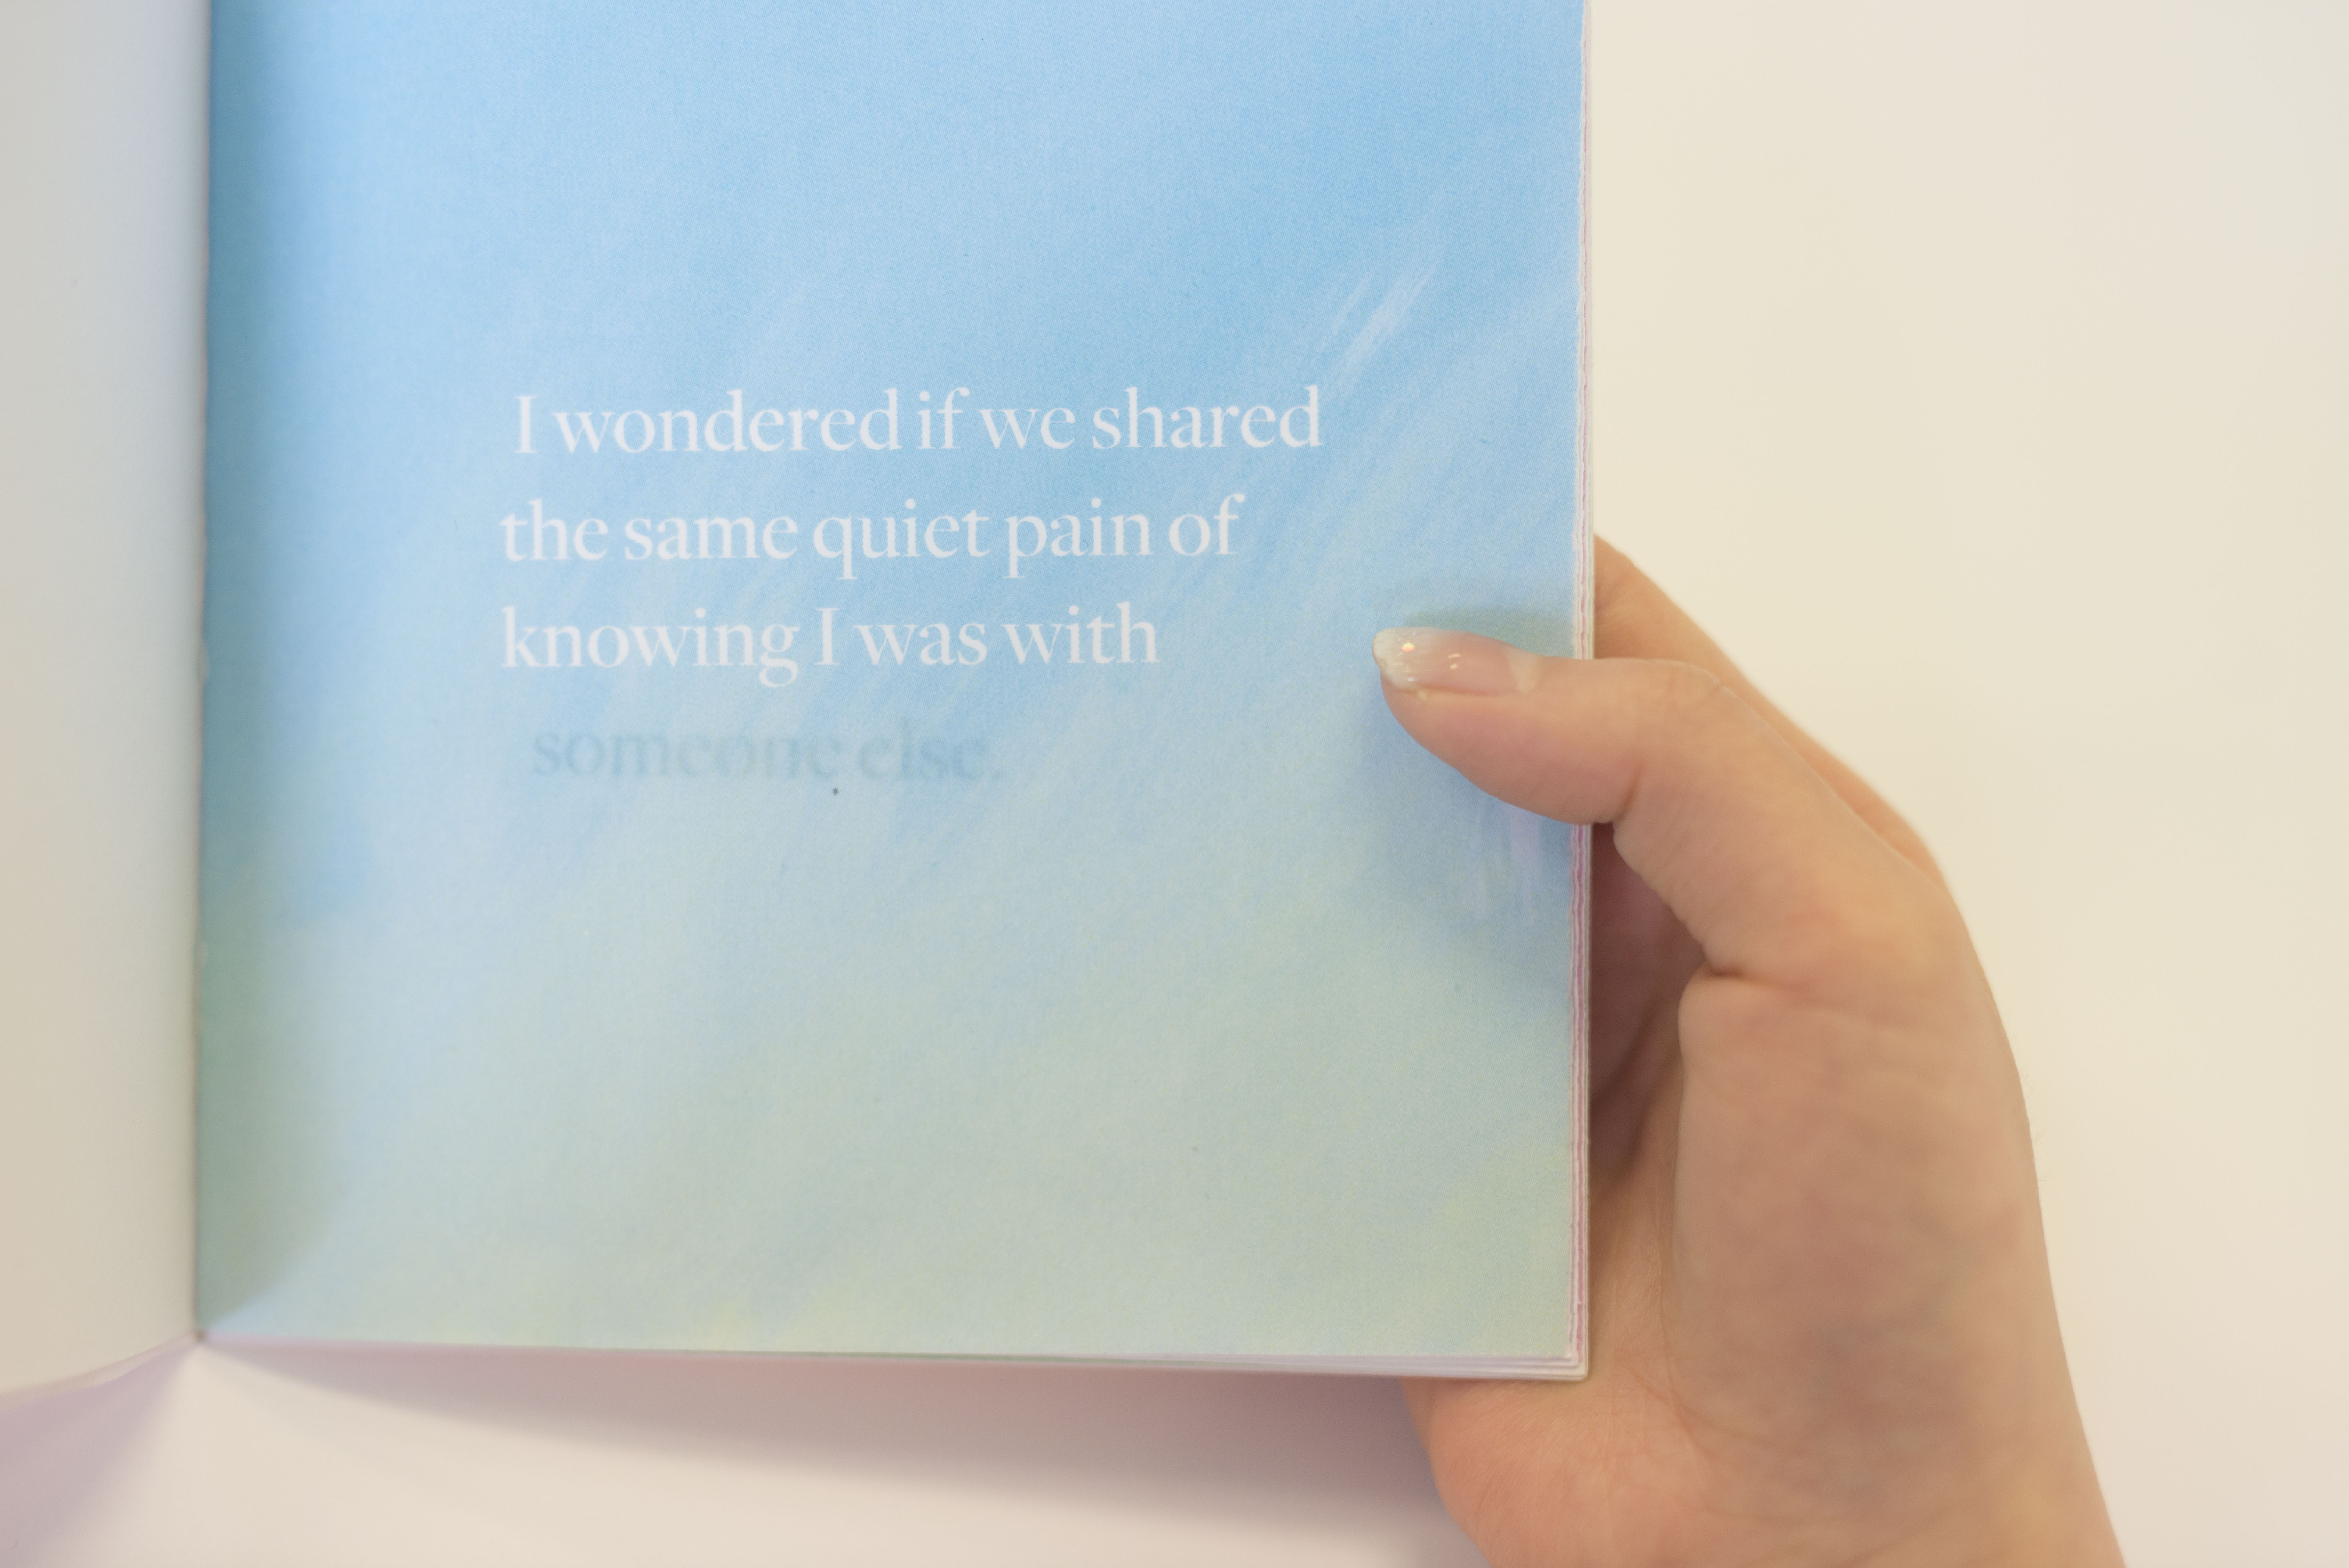 I wondered if we shared
the same quiet pain of
knowing I was with
someone else.